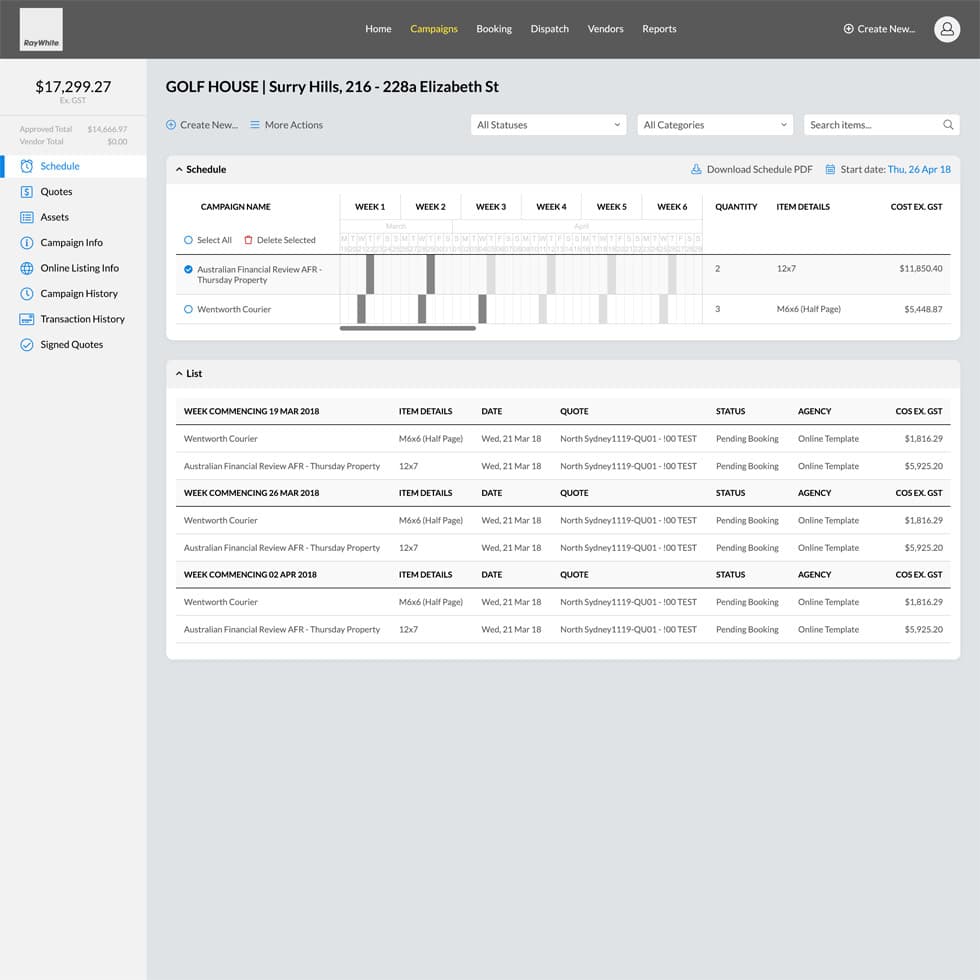 RayWhite
Home Campaigns Booking Dispatch Vendors Reports
Create New...
$17,299.27
Ex. GST
Approved Total $14,666.97
Vendor Total $0.00
Schedule
Quotes
Assets
Campaign Info
Online Listing Info
Campaign History
Transaction History
Signed Quotes
GOLF HOUSE | Surry Hills, 216 - 228a Elizabeth St
Create New... More Actions All Statuses All Categories Search items...
Schedule Download Schedule PDF Start date: Thu, 26 Apr 18
CAMPAIGN NAME WEEK 1 WEEK 2 WEEK 3 WEEK 4 WEEK 5 WEEK 6 QUANTITY ITEM DETAILS COST EX. GST
March April
Select All Delete Selected M T W T F S S M T W T F S S M T W T F S S M T W T F S S M T W T F S S M T W T F S S
Australian Financial Review AFR - 2 12x7 $11,850.40
Thursday Property
Wentworth Courier 3 M6x6 (Half Page) $5,448.87
List
WEEK COMMENCING 19 MAR 2018 ITEM DETAILS DATE QUOTE STATUS AGENCY COS EX. GST
Wentworth Courier M6x6 (Half Page) Wed, 21 Mar 18 North Sydney1119-QU01 - !00 TEST Pending Booking Online Template $1,816.29
Australian Financial Review AFR - Thursday Property 12x7 Wed, 21 Mar 18 North Sydney1119-QU01 - !00 TEST Pending Booking Online Template $5,925.20
WEEK COMMENCING 26 MAR 2018 ITEM DETAILS DATE QUOTE STATUS AGENCY COS EX. GST
Wentworth Courier M6x6 (Half Page) Wed, 21 Mar 18 North Sydney1119-QU01 - !00 TEST Pending Booking Online Template $1,816.29
Australian Financial Review AFR - Thursday Property 12x7 Wed, 21 Mar 18 North Sydney1119-QU01 - !00 TEST Pending Booking Online Template $5,925.20
WEEK COMMENCING 02 APR 2018 ITEM DETAILS DATE QUOTE STATUS AGENCY COS EX. GST
Wentworth Courier M6x6 (Half Page) Wed, 21 Mar 18 North Sydney1119-QU01 - !00 TEST Pending Booking Online Template $1,816.29
Australian Financial Review AFR - Thursday Property 12x7 Wed, 21 Mar 18 North Sydney1119-QU01 - !00 TEST Pending Booking Online Template $5,925.20